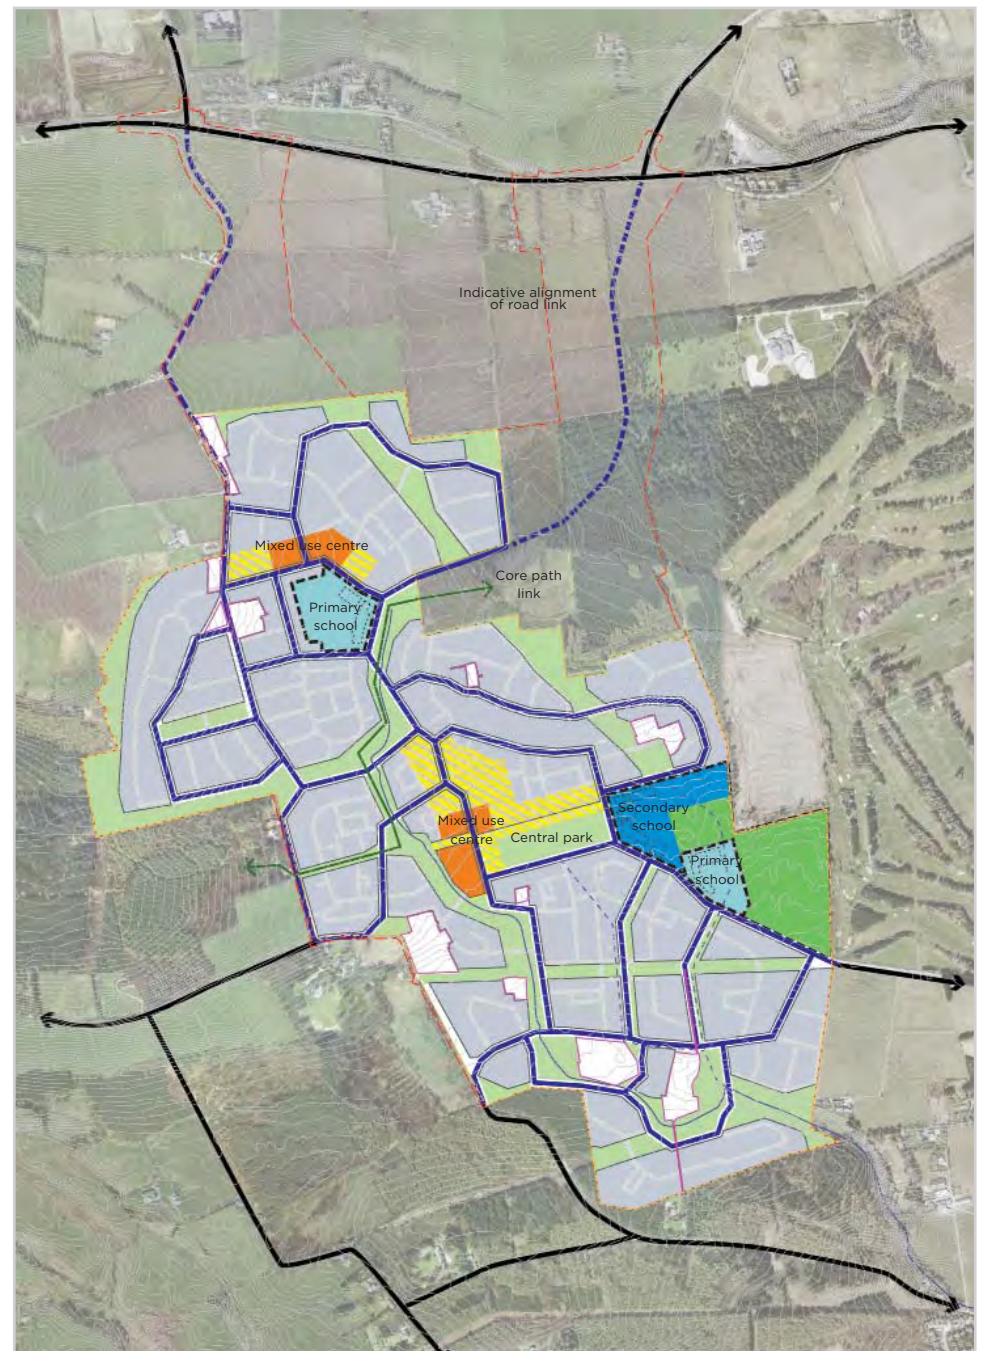 Indicative alignment
of road link
Mixed use centre
Core path
link
Primary
school
Secondary
school
Mixed use
centre
Central park
Primary
school